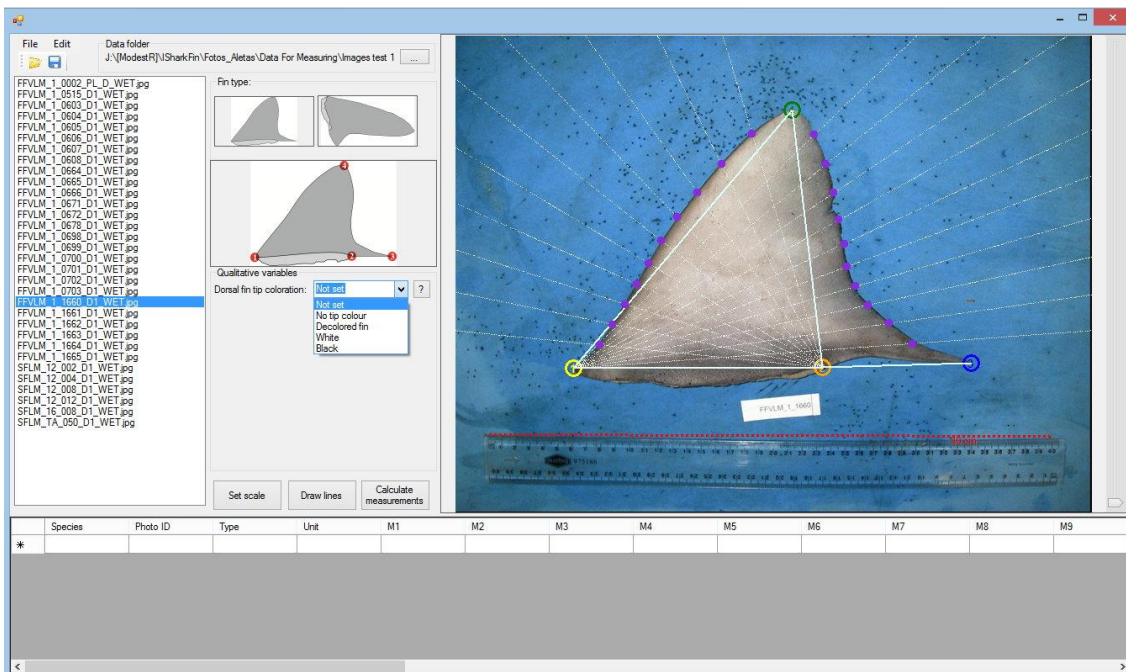 File Edit
Data folder
J:\[ModestR]\ISharkFin\Fotos_Aletas\Data For Measuring\Images test 1 ...
FFVLM_1_0002_PL_D_WET.jpg
FFVLM_1_0515_D1_WET.jpg
FFVLM_1_0603_D1_WET.jpg
FFVLM_1_0604_D1_WET.jpg
FFVLM_1_0605_D1_WET.jpg
FFVLM_1_0606_D1_WET.jpg
FFVLM_1_0607_D1_WET.jpg
FFVLM_1_0608_D1_WET.jpg
FFVLM_1_0664_D1_WET.jpg
FFVLM_1_0665_D1_WET.jpg
FFVLM_1_0666_D1_WET.jpg
FFVLM_1_0671_D1_WET.jpg
FFVLM_1_0672_D1_WET.jpg
FFVLM_1_0678_D1_WET.jpg
FFVLM_1_0698_D1_WET.jpg
FFVLM_1_0699_D1_WET.jpg
FFVLM_1_0700_D1_WET.jpg
FFVLM_1_0701_D1_WET.jpg
FFVLM_1_0702_D1_WET.jpg
FFVLM_1_0703_D1_WET.jpg
FFVLM_1_1660_D1_WET.jpg
FFVLM_1_1661_D1_WET.jpg
FFVLM_1_1662_D1_WET.jpg
FFVLM_1_1663_D1_WET.jpg
FFVLM_1_1664_D1_WET.jpg
FFVLM_1_1665_D1_WET.jpg
SFLM_12_002_D1_WET.jpg
SFLM_12_004_D1_WET.jpg
SFLM_12_008_D1_WET.jpg
SFLM_12_012_D1_WET.jpg
SFLM_16_008_D1_WET.jpg
SFLM_TA_050_D1_WET.jpg
Fin type:
4
1 2 3
Qualitative variables
Dorsal fin tip coloration: Not set ?
Not set
No tip colour
Decolored fin
White
Black
Set scale
Draw lines
Calculate
measurements
FFVLM_1_1660
Species Photo ID Type Unit M1 M2 M3 M4 M5 M6 M7 M8 M9